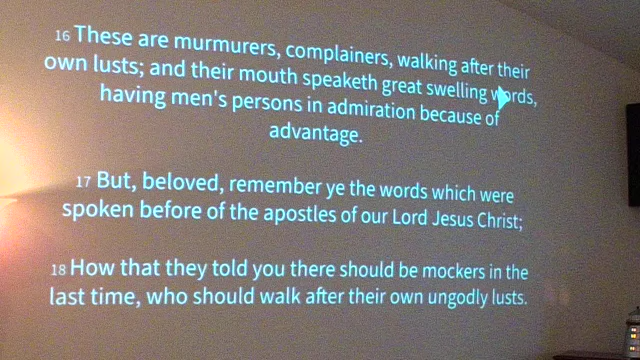 16 These are murmurers, complainers, walking after their
own lusts; and their mouth speaketh great swelling words,
having men's persons in admiration because of
advantage.
17 But, beloved, remember ye the words which were
spoken before of the apostles of our Lord Jesus Christ;
18 How that they told you there should be mockers in the
last time, who should walk after their own ungodly lusts.